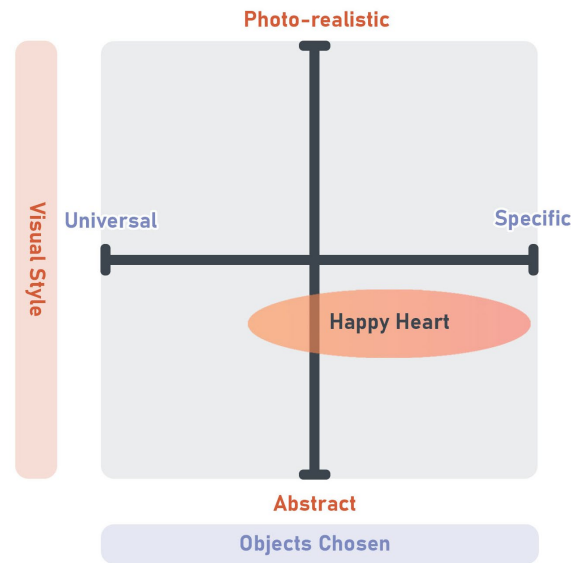 Photo-realistic
Visual Style
Universal
Specific
Happy Heart
Abstract
Objects Chosen